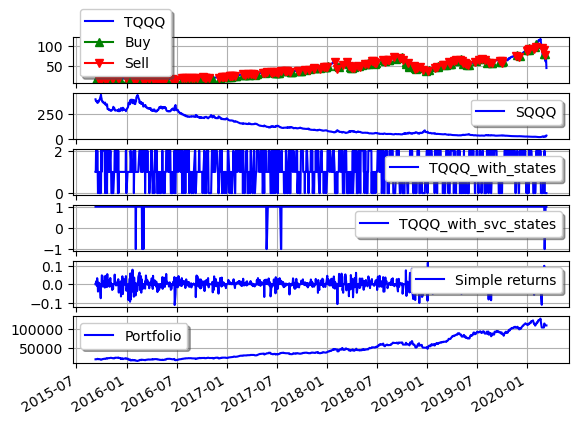 TQQQ
Buy
Sell
100
50
SQQQ
250
0
TQQQ_with_states
2
0
TQQQ_with_svc_states
1
0
−1
Simple returns
0.1
0.0
−0.1
Portfolio
100000
50000
2015-07 2016-01 2016-07 2017-01 2017-07 2018-01 2018-07 2019-01 2019-07 2020-01